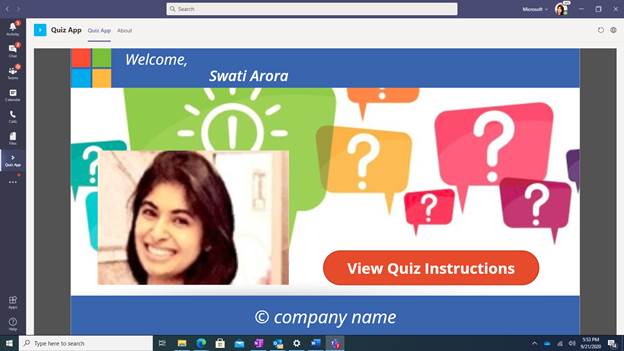 Search
Microsoft
Quiz App
Quiz App
About
Activity
Chat
Teams
Calendar
Calls
Files
Quiz App
Apps
Help
Welcome,
Swati Arora
View Quiz Instructions
© company name
Type here to search
5:53 PM
9/21/2020